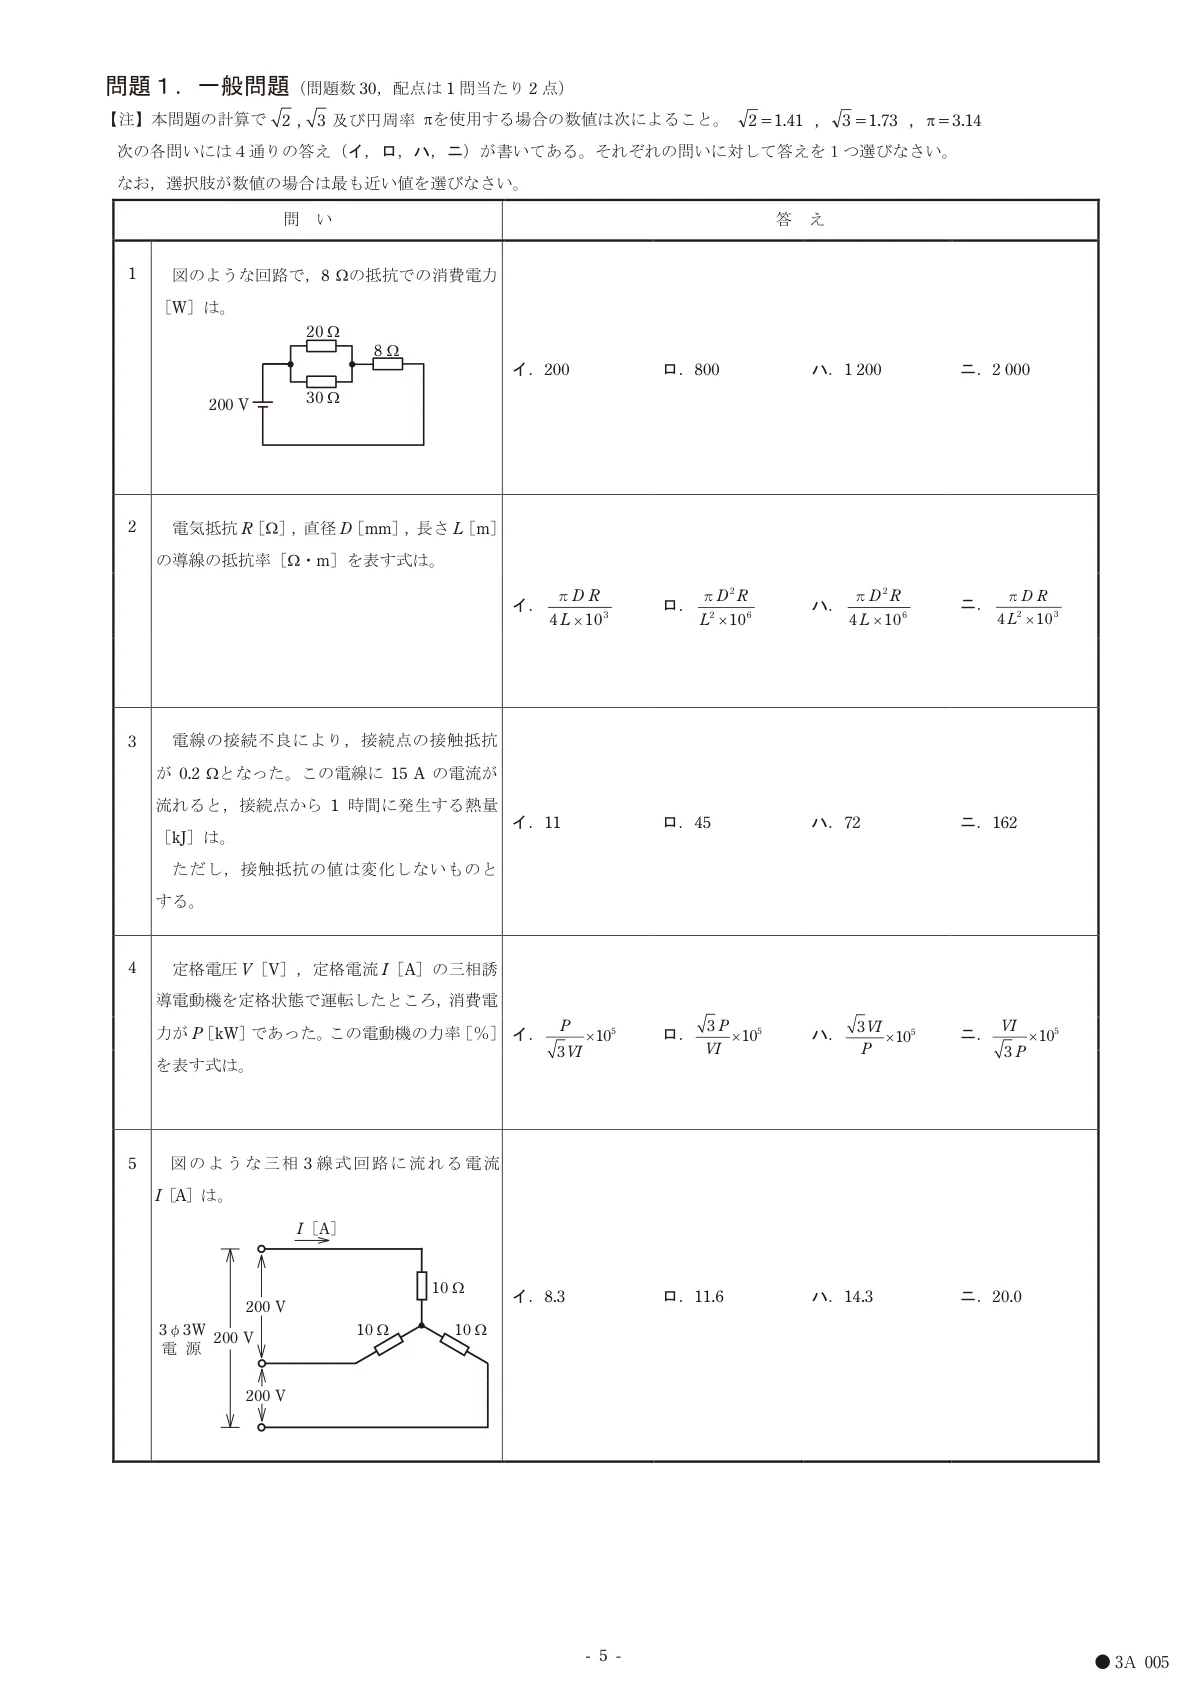 問題１．一般問題（問題数 30，配点は 1 問当たり 2 点）
【注】本問題の計算で √2 , √3 及び円周率 πを使用する場合の数値は次によること。 √2＝1.41 ，√3＝1.73 ，π＝3.14
次の各問いには 4 通りの答え（イ，ロ，ハ，ニ）が書いてある。それぞれの問いに対して答えを 1 つ選びなさい。
なお，選択肢が数値の場合は最も近い値を選びなさい。
問　い　　答　え
1　図のような回路で，8 Ωの抵抗での消費電力
［W］は。
20 Ω
8 Ω
30 Ω
200 V
イ．200　ロ．800　ハ．1 200　ニ．2 000
2　電気抵抗 R［Ω］, 直径 D［mm］, 長さ L［m］
の導線の抵抗率［Ω・m］を表す式は。
イ． πDR / 4L×10³　ロ． πD²R / L²×10⁶　ハ． πD²R / 4L×10⁶　ニ． πDR / 4L²×10³
3　電線の接続不良により，接続点の接触抵抗
が 0.2 Ωとなった。この電線に 15 A の電流が
流れると，接続点から 1 時間に発生する熱量
［kJ］は。
ただし，接触抵抗の値は変化しないものと
する。
イ．11　ロ．45　ハ．72　ニ．162
4　定格電圧 V［V］，定格電流 I［A］の三相誘
導電動機を定格状態で運転したところ，消費電
力が P［kW］であった。この電動機の力率［％］
を表す式は。
イ． P / √3VI ×10⁵　ロ． √3P / VI ×10⁵　ハ． √3VI / P ×10⁵　ニ． VI / √3P ×10⁵
5　図のような三相 3 線式回路に流れる電流
I［A］は。
I［A］
10 Ω
200 V
3φ3W
電 源
200 V
10 Ω
10 Ω
200 V
イ．8.3　ロ．11.6　ハ．14.3　ニ．20.0
- 5 -
●3A 005